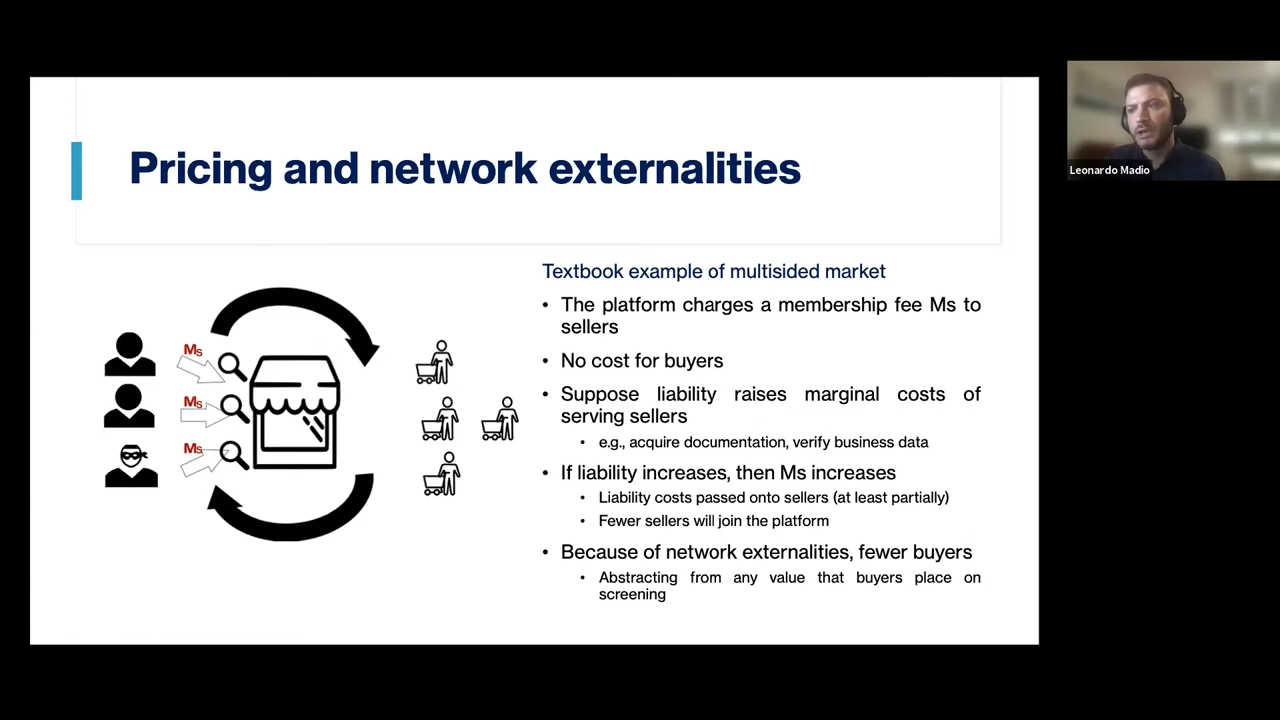 Pricing and network externalities
Textbook example of multisided market
• The platform charges a membership fee Ms to
sellers
• No cost for buyers
• Suppose liability raises marginal costs of
serving sellers
• e.g., acquire documentation, verify business data
• If liability increases, then Ms increases
• Liability costs passed onto sellers (at least partially)
• Fewer sellers will join the platform
• Because of network externalities, fewer buyers
• Abstracting from any value that buyers place on
screening
Ms
Ms
Ms
Leonardo Madio